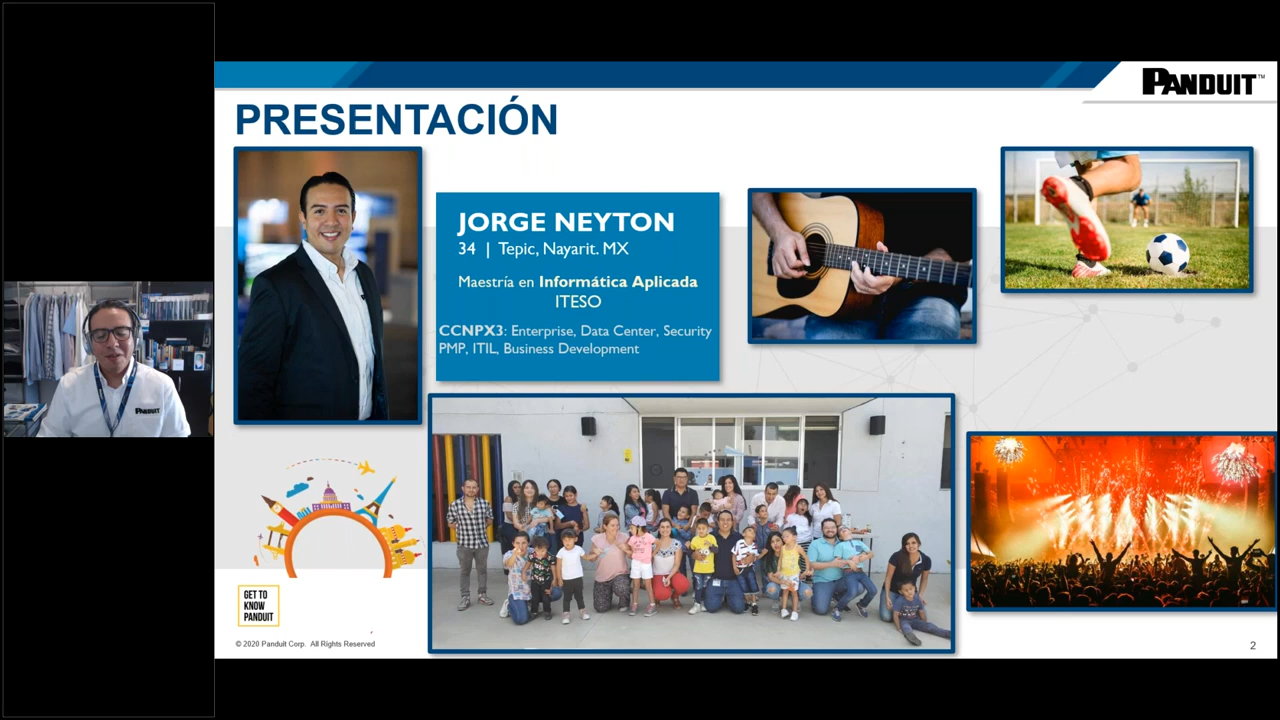 PANDUIT™
PRESENTACIÓN
JORGE NEYTON
34 | Tepic, Nayarit. MX
Maestría en Informática Aplicada
ITESO
CCNPX3: Enterprise, Data Center, Security
PMP, ITIL, Business Development
PANDUIT
GET TO
KNOW
PANDUIT
© 2020 Panduit Corp. All Rights Reserved
2